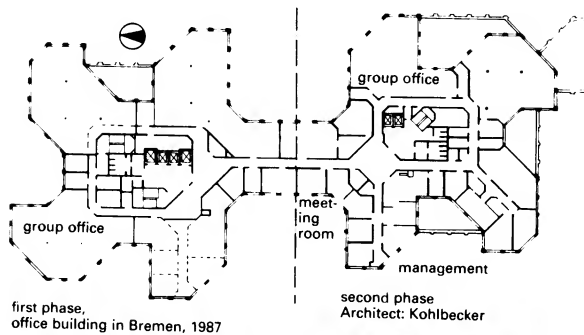 group office
group office
meet-
ing
room
management
first phase,
office building in Bremen, 1987
second phase
Architect: Kohlbecker